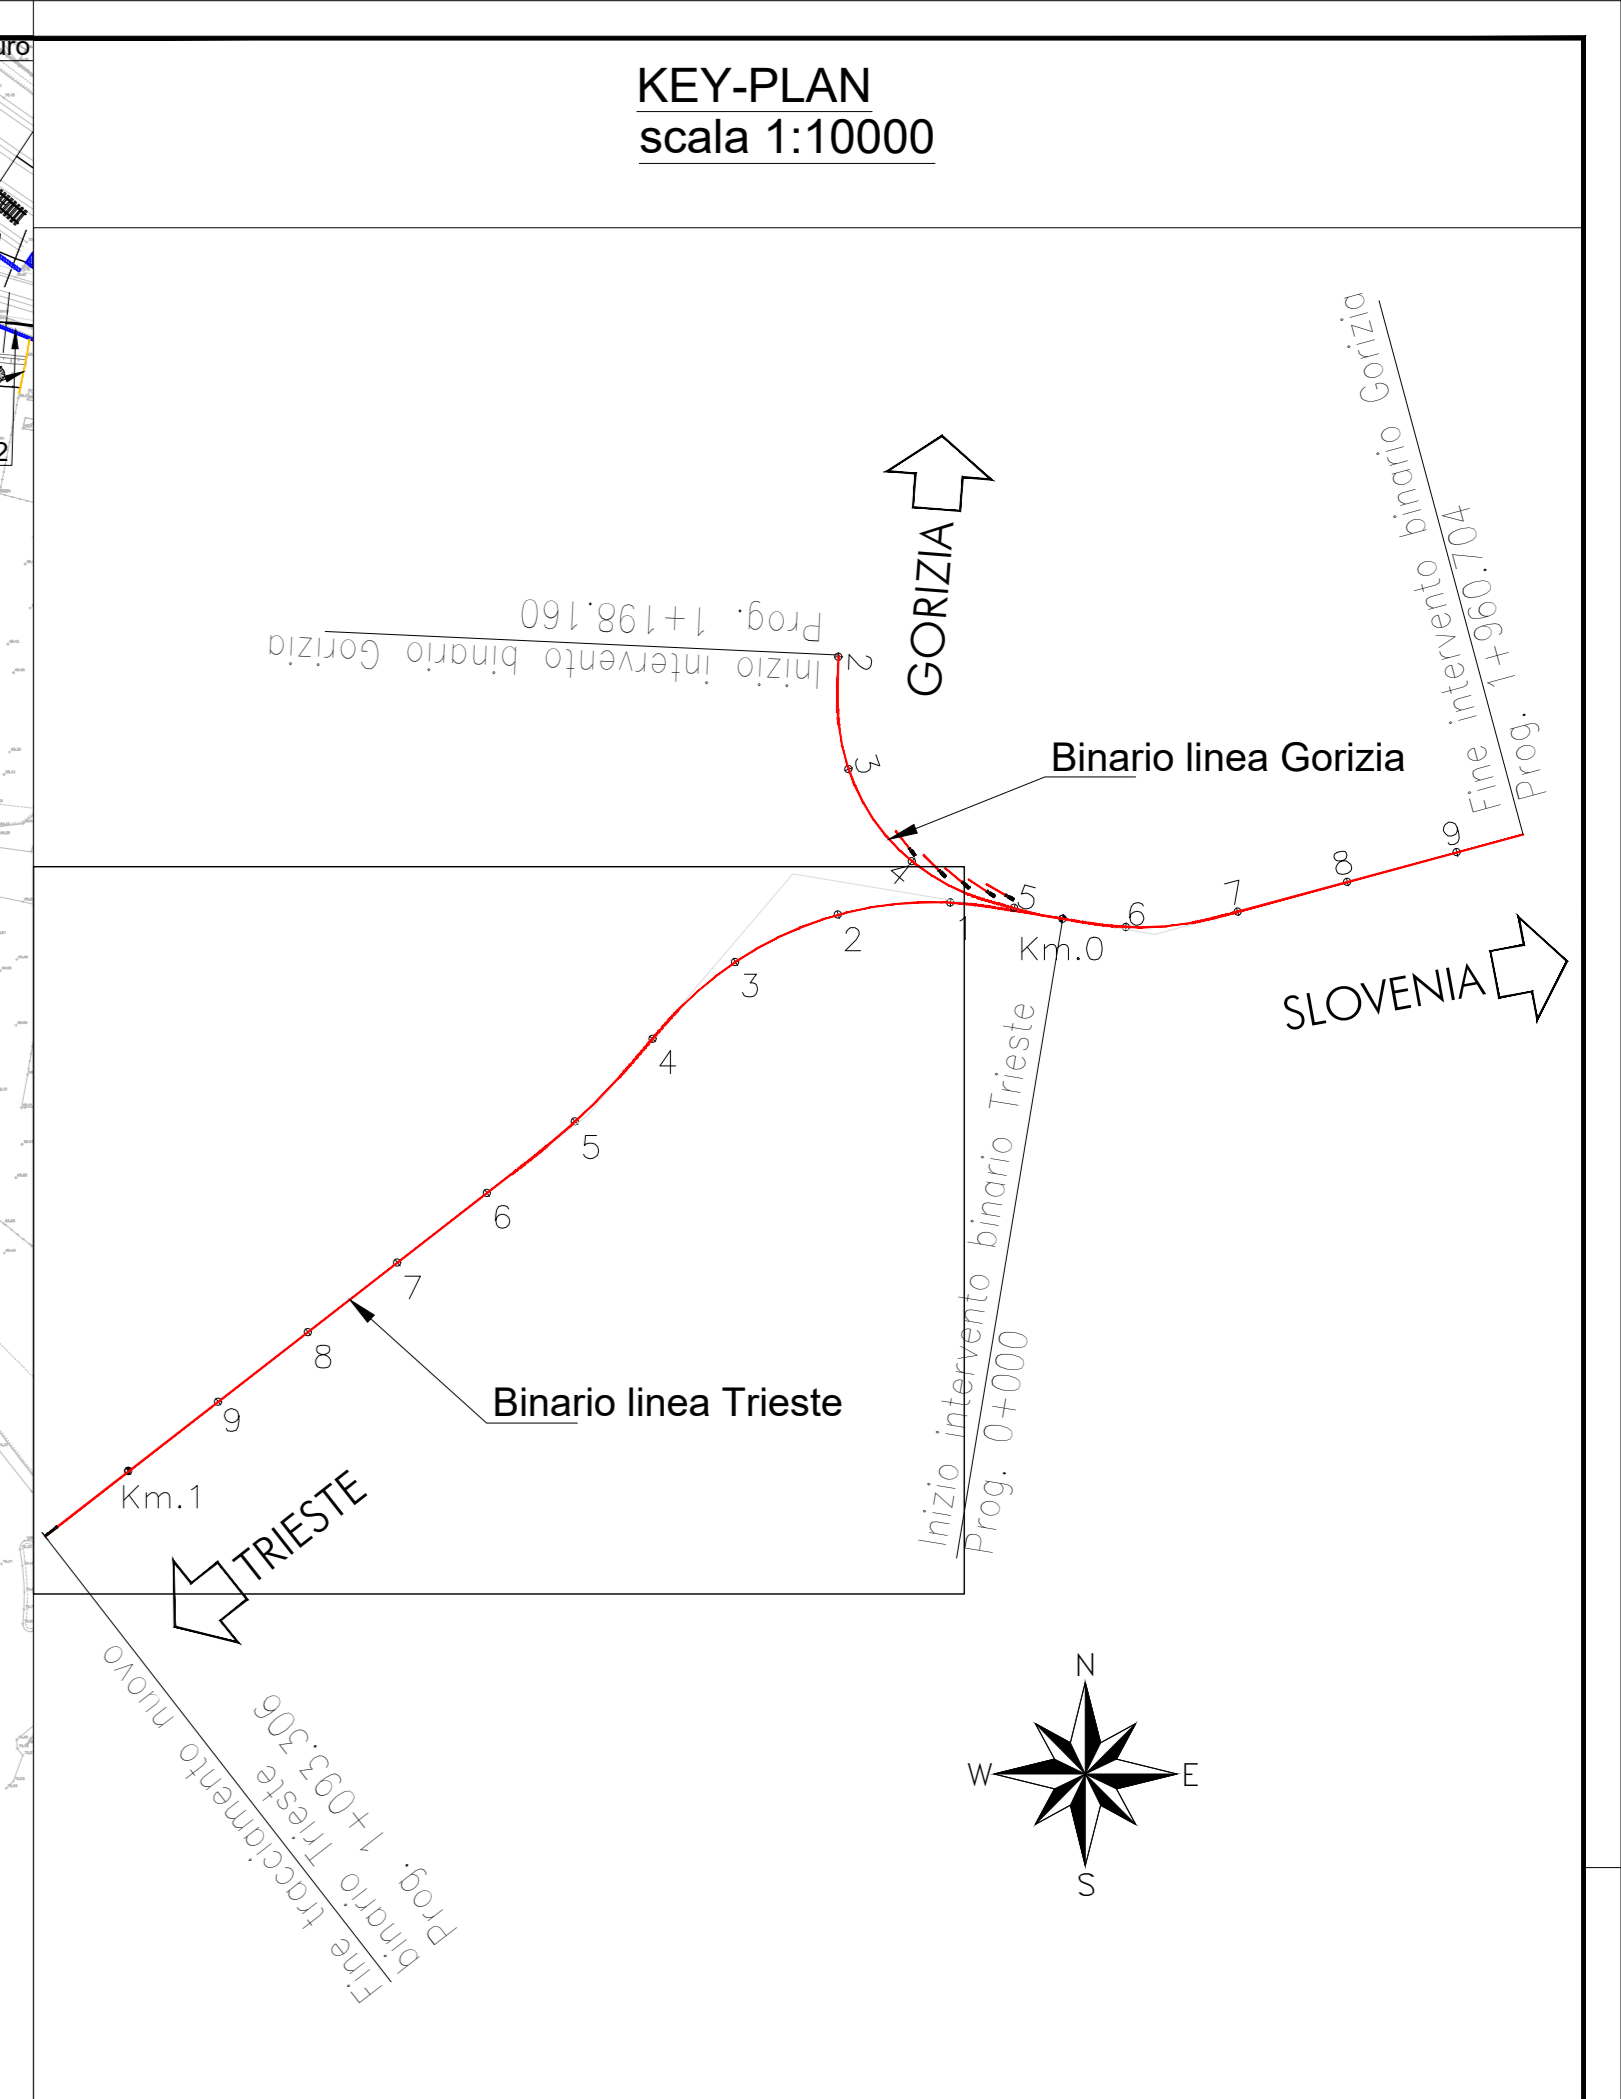 KEY-PLAN
scala 1:10000
Fine intervento binario Gorizia
Prog. 1+960.704
GORIZIA
Inizio intervento binario Gorizia
Prog. 1+198.160
2
3
4
5
6
7
8
9
Binario linea Gorizia
SLOVENIA
Km.0
1
2
3
4
5
6
7
8
9
Km.1
Inizio intervento binario Trieste
Prog. 0+000
Binario linea Trieste
TRIESTE
Fine tracciamento nuovo
binario Trieste
Prog. 1+093.306
N
W
E
S
2